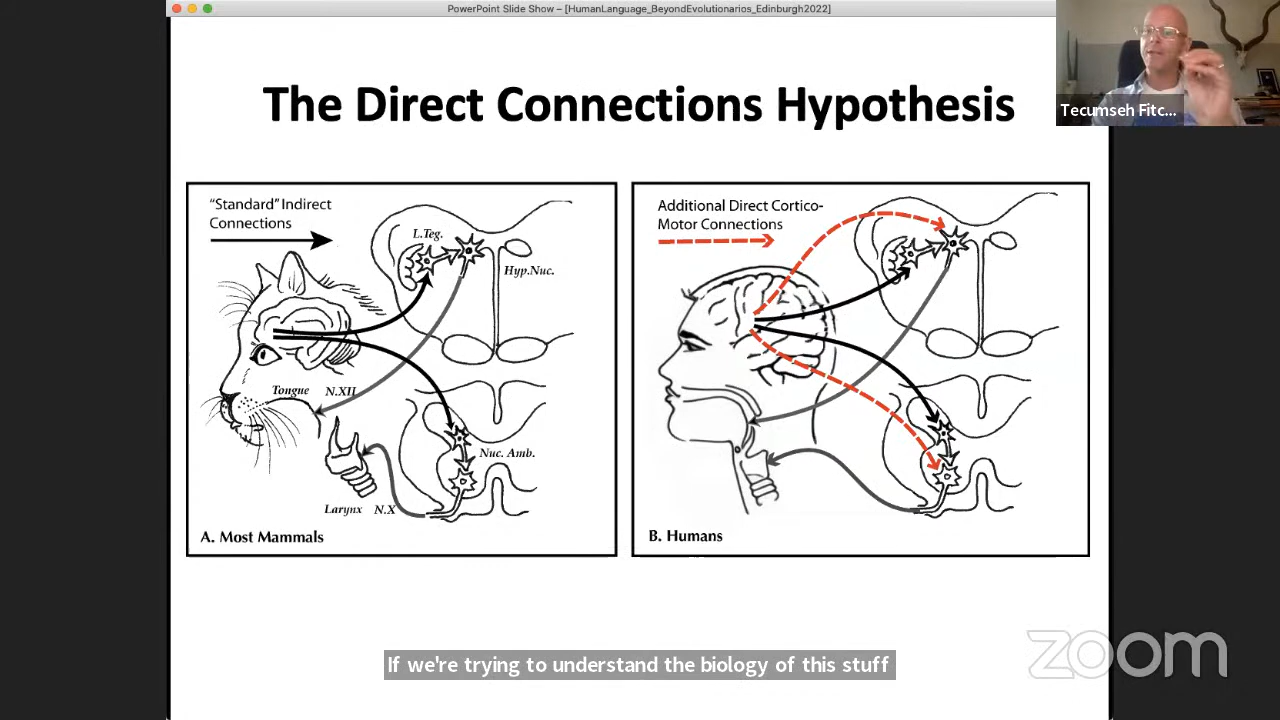 PowerPoint Slide Show – [HumanLanguage_BeyondEvolutionarios_Edinburgh2022]
Tecumseh Fitc...
The Direct Connections Hypothesis
"Standard" Indirect
Connections
L.Teg.
Hyp.Nuc.
Tongue N.XII
Nuc. Amb.
Larynx N.X
A. Most Mammals
Additional Direct Cortico-
Motor Connections
B. Humans
If we're trying to understand the biology of this stuff
zoom